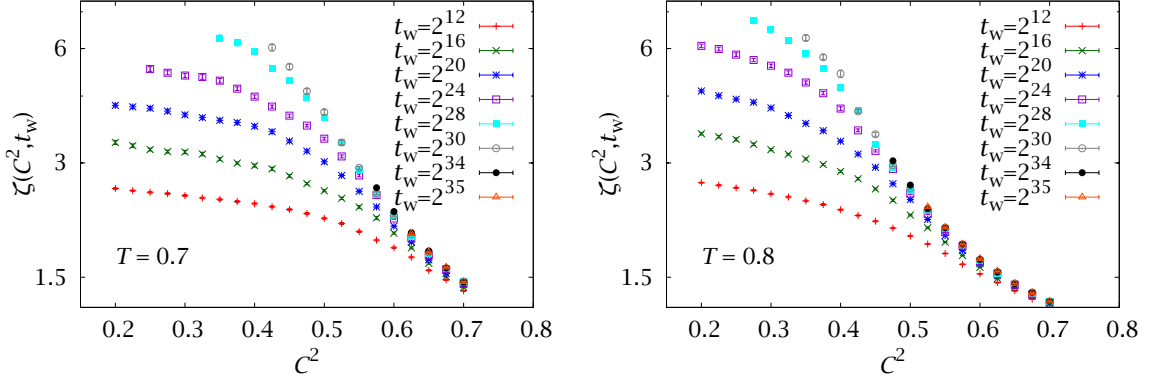 ζ(C²,t_w)
6
3
1.5
t_w=2^12
t_w=2^16
t_w=2^20
t_w=2^24
t_w=2^28
t_w=2^30
t_w=2^34
t_w=2^35
T = 0.7
0.2 0.3 0.4 0.5 0.6 0.7 0.8
C²
ζ(C²,t_w)
6
3
1.5
t_w=2^12
t_w=2^16
t_w=2^20
t_w=2^24
t_w=2^28
t_w=2^30
t_w=2^34
t_w=2^35
T = 0.8
0.2 0.3 0.4 0.5 0.6 0.7 0.8
C²